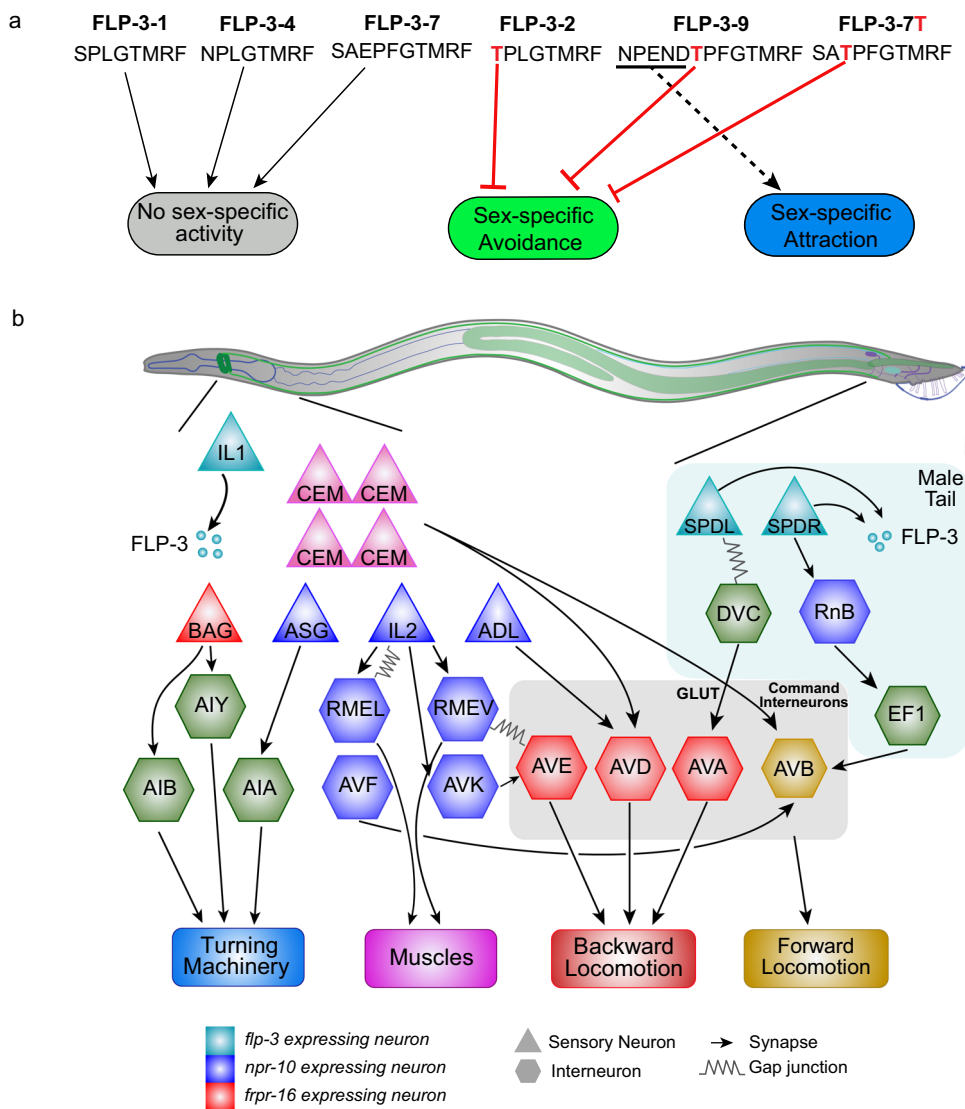 a
FLP-3-1 FLP-3-4 FLP-3-7 FLP-3-2 FLP-3-9 FLP-3-7T
SPLGTMRF NPLGTMRF SAEPFGTMRF TPLGTMRF NPENDTPFGTMRF SATPFGTMRF
No sex-specific
activity
Sex-specific
Avoidance
Sex-specific
Attraction
b
IL1
FLP-3
CEM CEM
CEM CEM
Male
Tail
SPDL SPDR
FLP-3
DVC RnB
BAG ASG IL2 ADL
AIY RMEL RMEV
GLUT
Command
Interneurons
EF1
AIB AIA AVF AVK AVE AVD AVA AVB
Turning
Machinery
Muscles
Backward
Locomotion
Forward
Locomotion
flp-3 expressing neuron
npr-10 expressing neuron
frpr-16 expressing neuron
Sensory Neuron
Interneuron
Synapse
Gap junction